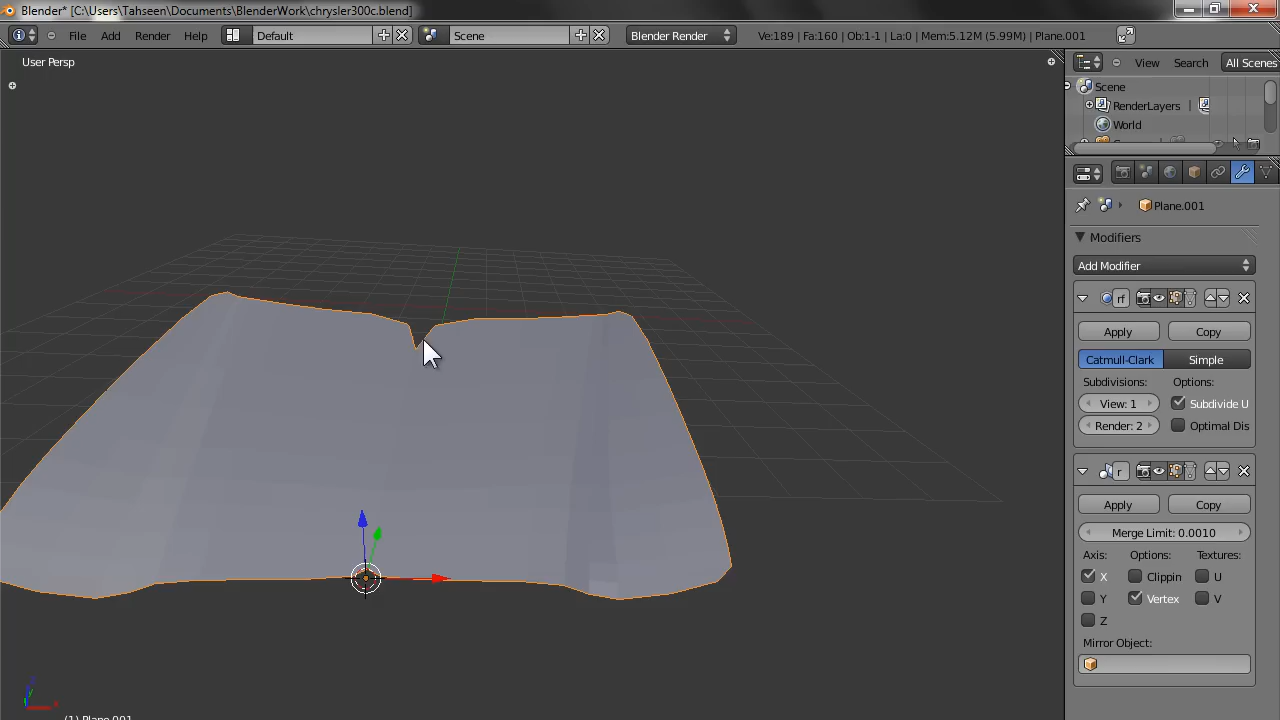 Blender* [C:\Users\Tahseen\Documents\BlenderWork\chrysler300c.blend]
File Add Render Help Default Scene Blender Render Ve:189 | Fa:160 | Ob:1-1 | La:0 | Mem:5.12M (5.99M) | Plane.001
User Persp
View Search All Scenes
Scene
RenderLayers
World
Plane.001
Modifiers
Add Modifier
rf
Apply Copy
Catmull-Clark Simple
Subdivisions: Options:
View: 1 Subdivide U
Render: 2 Optimal Dis
r
Apply Copy
Merge Limit: 0.0010
Axis: Options: Textures:
X Clippin U
Y Vertex V
Z
Mirror Object:
(1) Plane.001